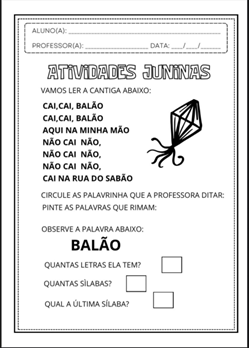 ALUNO(A): ____________________
PROFESSOR(A): ____________________ DATA: ___/___/____
ATIVIDADES JUNINAS
VAMOS LER A CANTIGA ABAIXO:
CAI,CAI, BALÃO
CAI,CAI, BALÃO
AQUI NA MINHA MÃO
NÃO CAI NÃO,
NÃO CAI NÃO,
NÃO CAI NÃO,
CAI NA RUA DO SABÃO
CIRCULE AS PALAVRINHA QUE A PROFESSORA DITAR:
PINTE AS PALAVRAS QUE RIMAM:
OBSERVE A PALAVRA ABAIXO:
BALÃO
QUANTAS LETRAS ELA TEM?
QUANTAS SÍLABAS?
QUAL A ÚLTIMA SÍLABA?